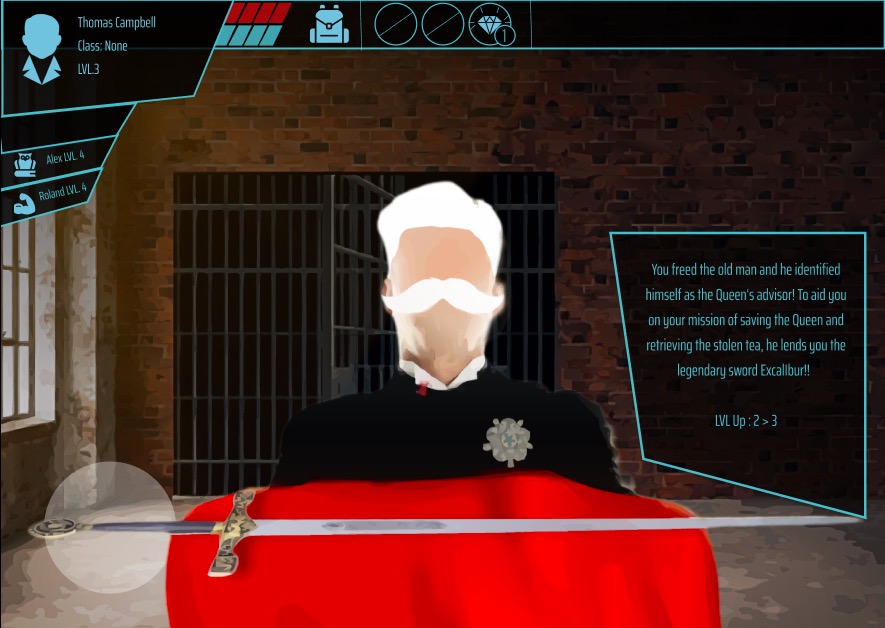 Thomas Campbell
Class: None
LVL.3
1
Alex LVL. 4
Roland LVL. 4
You freed the old man and he identified
himself as the Queen's advisor! To aid you
on your mission of saving the Queen and
retrieving the stolen tea, he lends you the
legendary sword Excalibur!!
LVL Up : 2 > 3